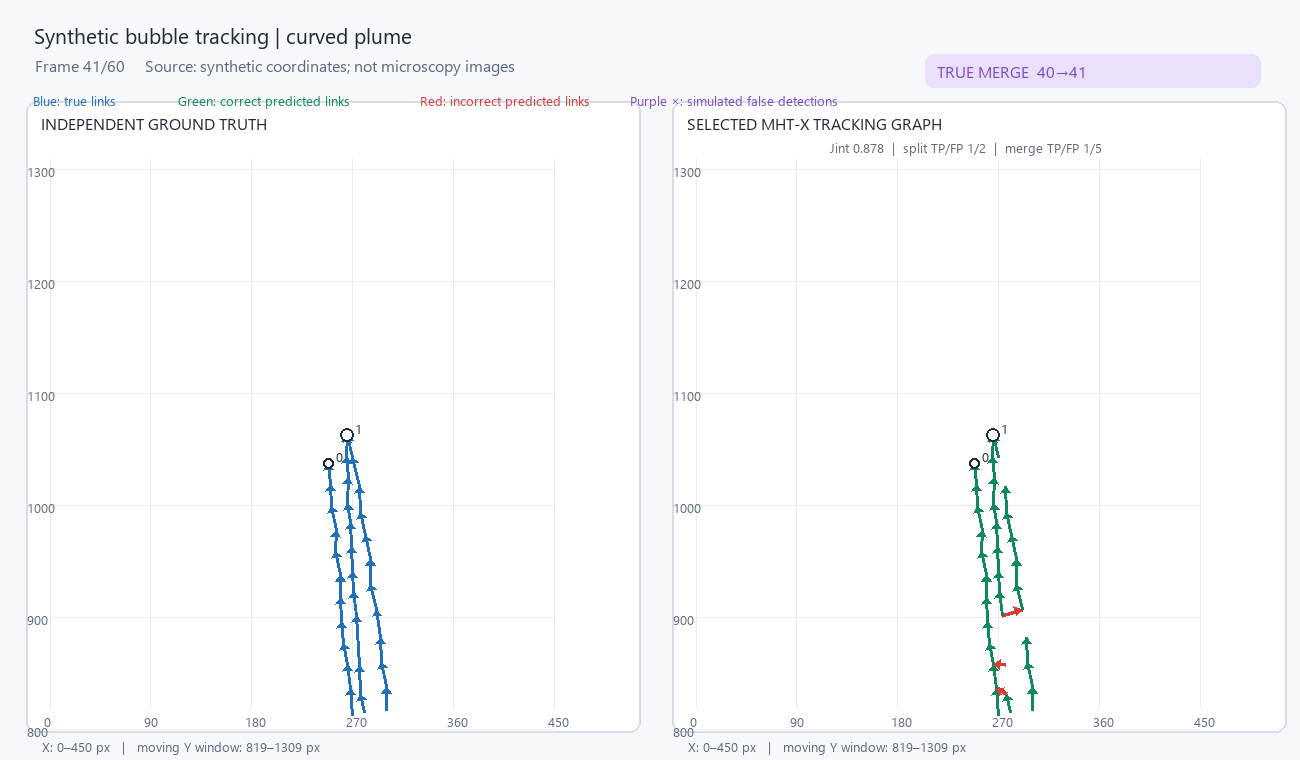 Synthetic bubble tracking | curved plume
Frame 41/60 Source: synthetic coordinates; not microscopy images
TRUE MERGE 40→41
Blue: true links Green: correct predicted links Red: incorrect predicted links Purple ×: simulated false detections
INDEPENDENT GROUND TRUTH
1300
1200
1100
1000
900
800
1
0
0 90 180 270 360 450
X: 0–450 px | moving Y window: 819–1309 px
SELECTED MHT-X TRACKING GRAPH
Jint 0.878 | split TP/FP 1/2 | merge TP/FP 1/5
1300
1200
1100
1000
900
800
1
0
0 90 180 270 360 450
X: 0–450 px | moving Y window: 819–1309 px